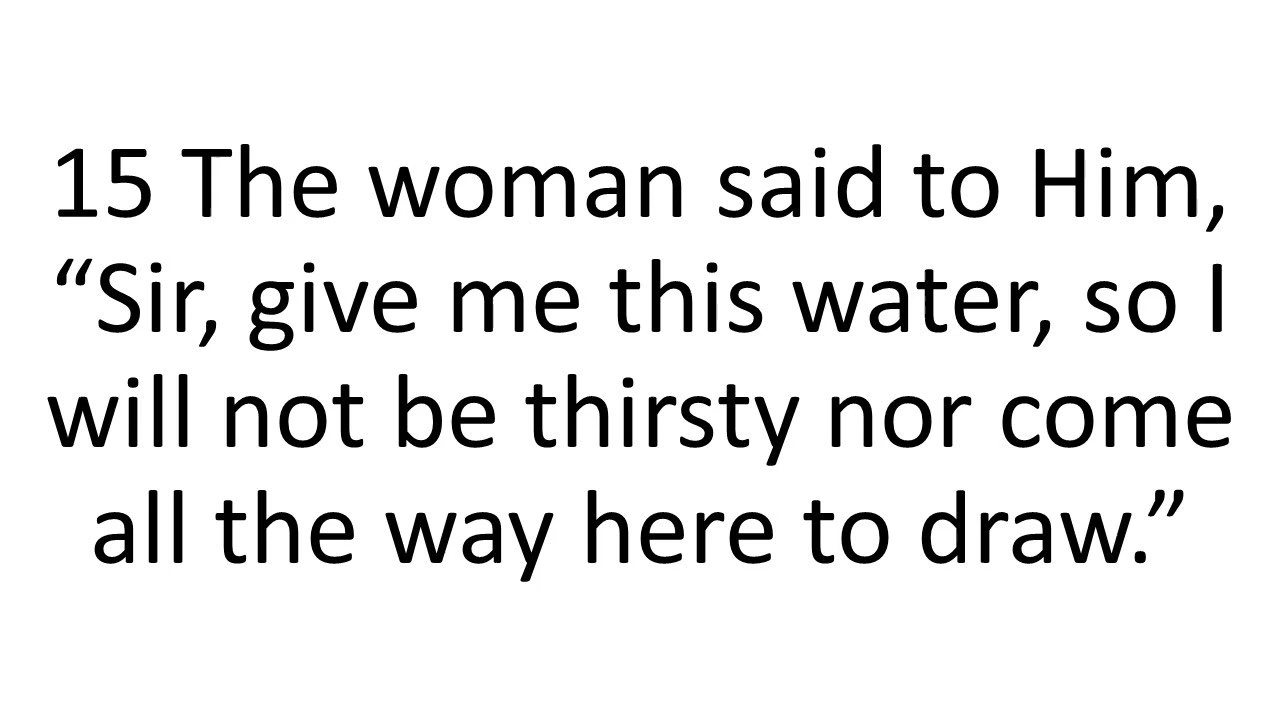 15 The woman said to Him,
“Sir, give me this water, so I
will not be thirsty nor come
all the way here to draw.”